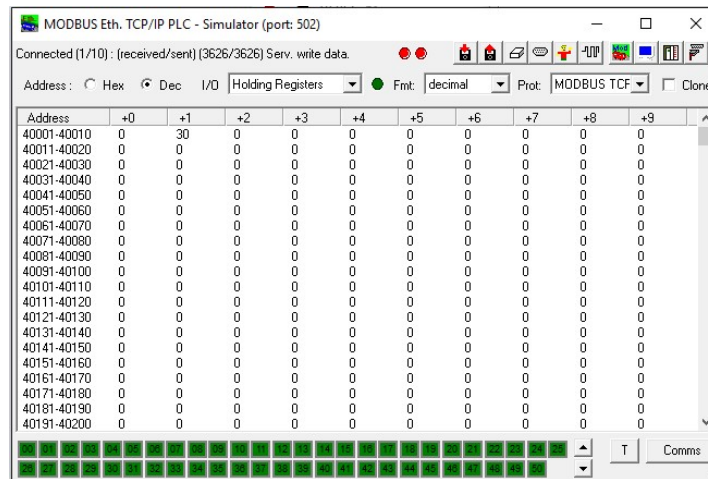 MODBUS Eth. TCP/IP PLC - Simulator (port: 502)
Connected (1/10) : (received/sent) (3626/3626) Serv. write data.
Address : Hex Dec I/O Holding Registers Fmt: decimal Prot: MODBUS TCP Clone
Address +0 +1 +2 +3 +4 +5 +6 +7 +8 +9
40001-40010 0 30 0 0 0 0 0 0 0 0
40011-40020 0 0 0 0 0 0 0 0 0 0
40021-40030 0 0 0 0 0 0 0 0 0 0
40031-40040 0 0 0 0 0 0 0 0 0 0
40041-40050 0 0 0 0 0 0 0 0 0 0
40051-40060 0 0 0 0 0 0 0 0 0 0
40061-40070 0 0 0 0 0 0 0 0 0 0
40071-40080 0 0 0 0 0 0 0 0 0 0
40081-40090 0 0 0 0 0 0 0 0 0 0
40091-40100 0 0 0 0 0 0 0 0 0 0
40101-40110 0 0 0 0 0 0 0 0 0 0
40111-40120 0 0 0 0 0 0 0 0 0 0
40121-40130 0 0 0 0 0 0 0 0 0 0
40131-40140 0 0 0 0 0 0 0 0 0 0
40141-40150 0 0 0 0 0 0 0 0 0 0
40151-40160 0 0 0 0 0 0 0 0 0 0
40161-40170 0 0 0 0 0 0 0 0 0 0
40171-40180 0 0 0 0 0 0 0 0 0 0
40181-40190 0 0 0 0 0 0 0 0 0 0
40191-40200 0 0 0 0 0 0 0 0 0 0
00 01 02 03 04 05 06 07 08 09 10 11 12 13 14 15 16 17 18 19 20 21 22 23 24 25 T Comms
26 27 28 29 30 31 32 33 34 35 36 37 38 39 40 41 42 43 44 45 46 47 48 49 50